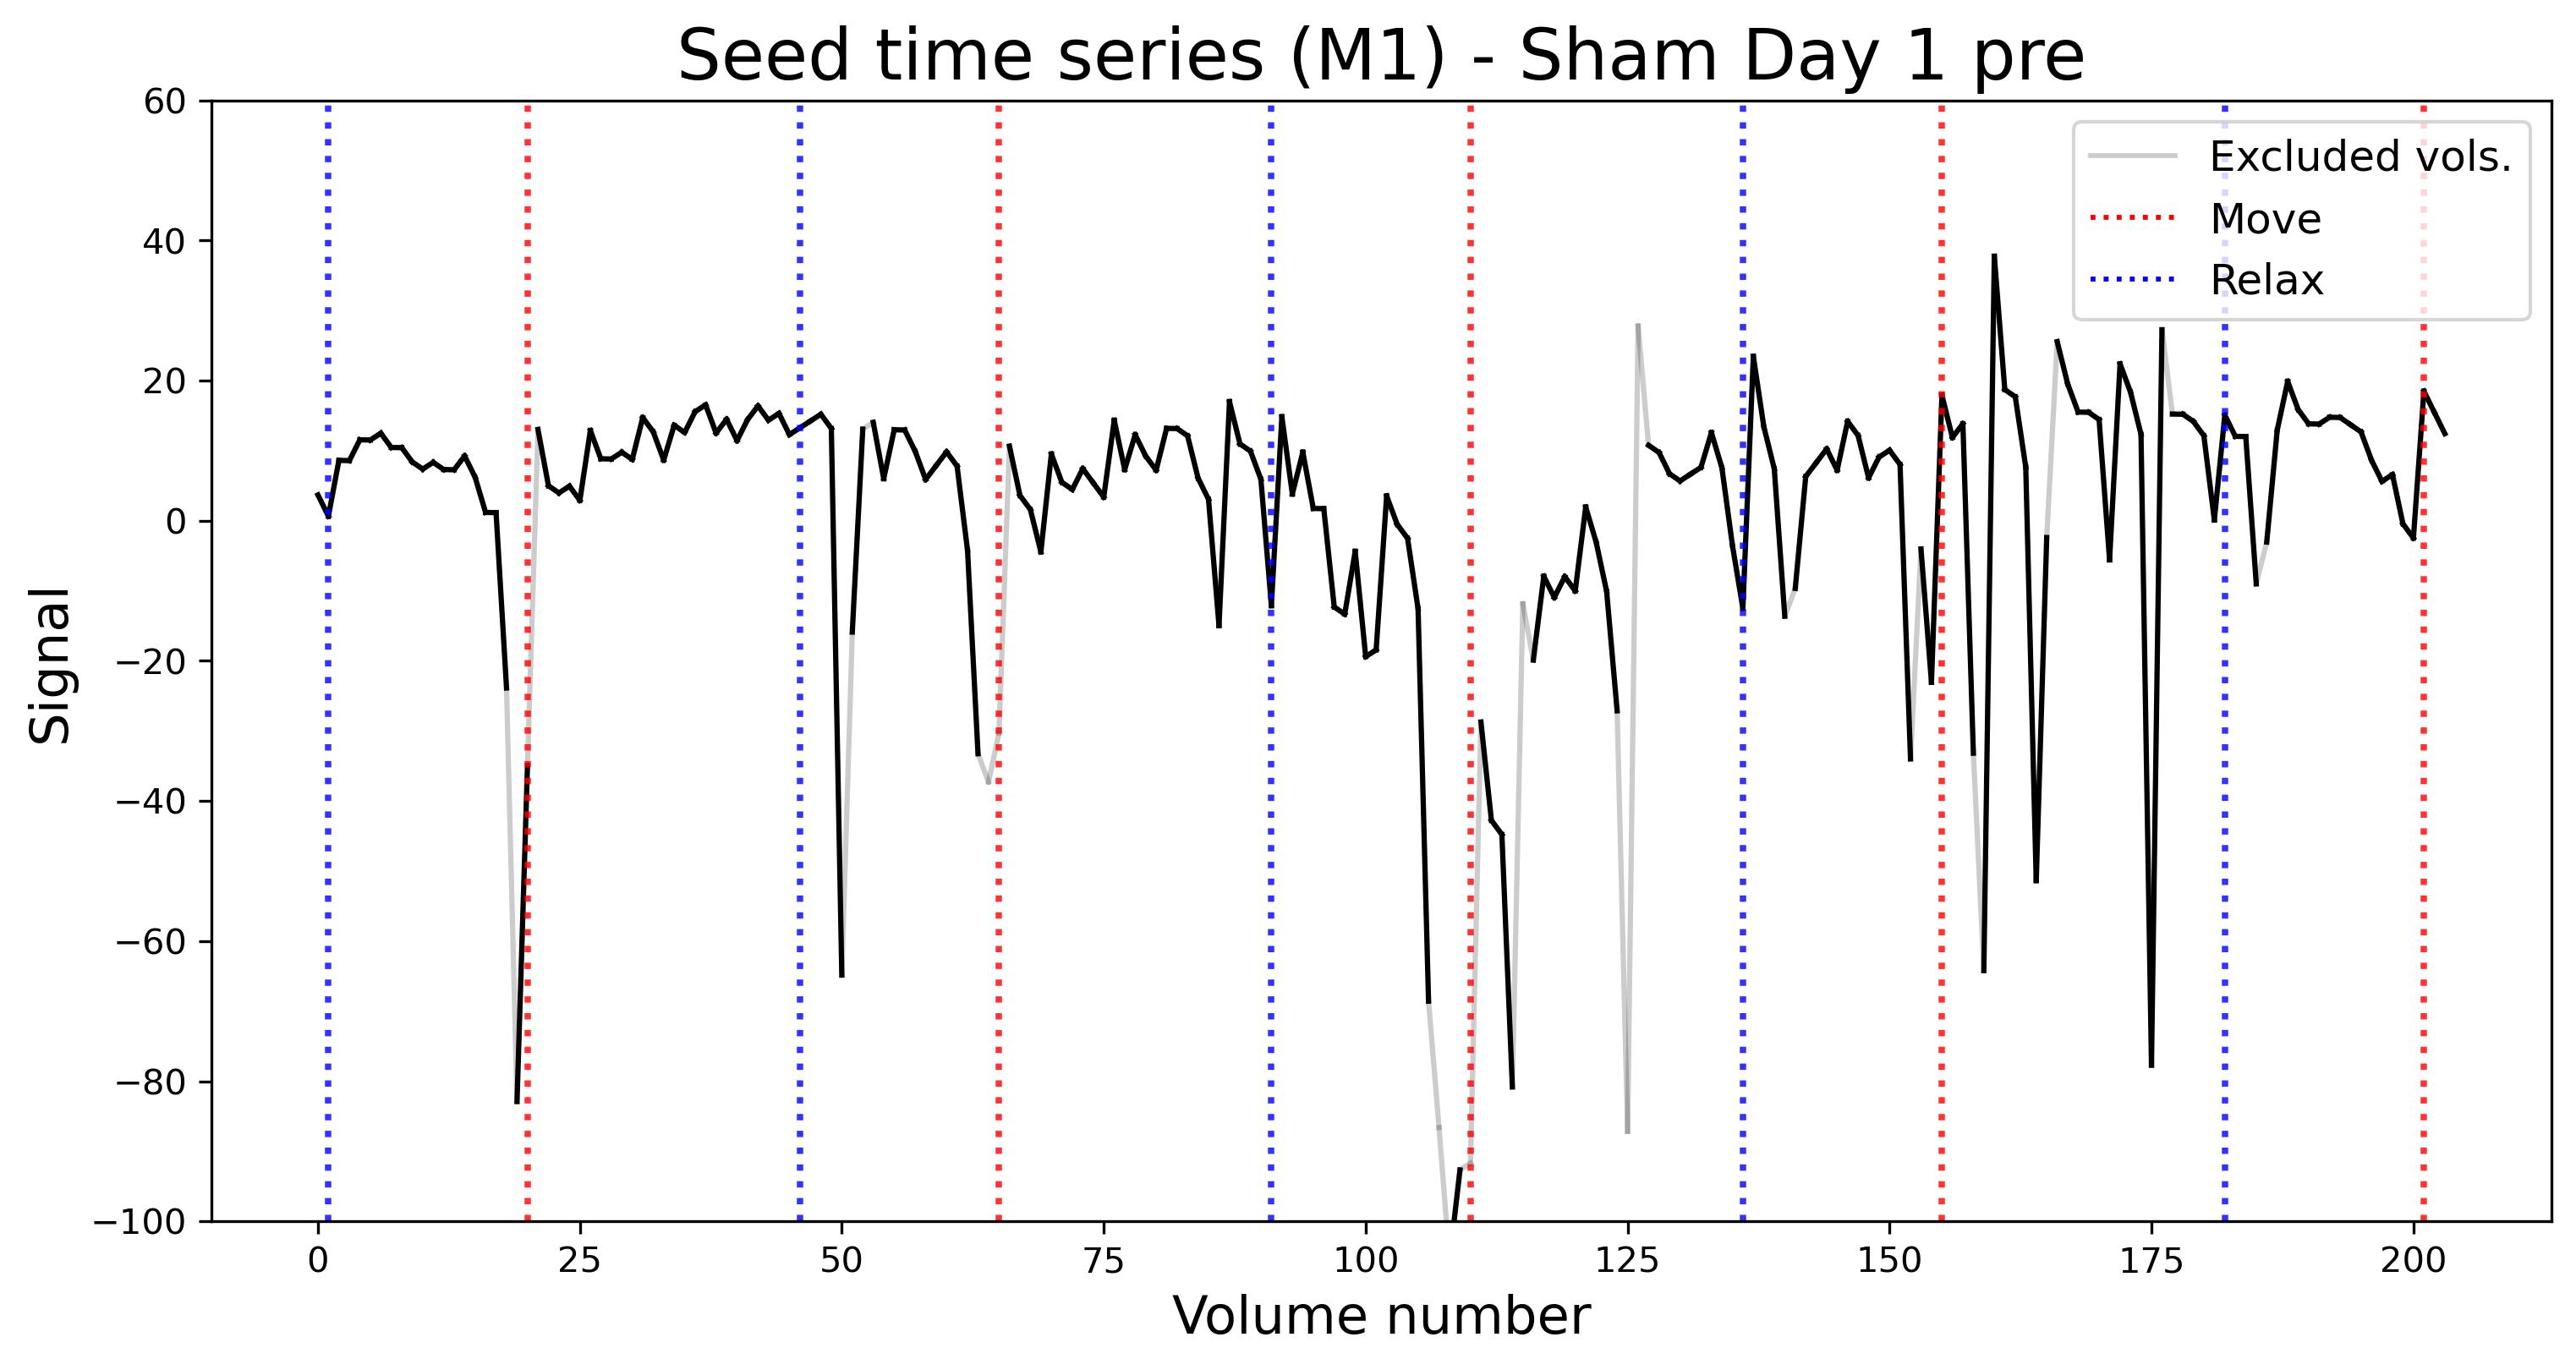 Seed time series (M1) - Sham Day 1 pre
60
40
20
0
−20
−40
−60
−80
−100
Signal
Excluded vols.
Move
Relax
0 25 50 75 100 125 150 175 200
Volume number